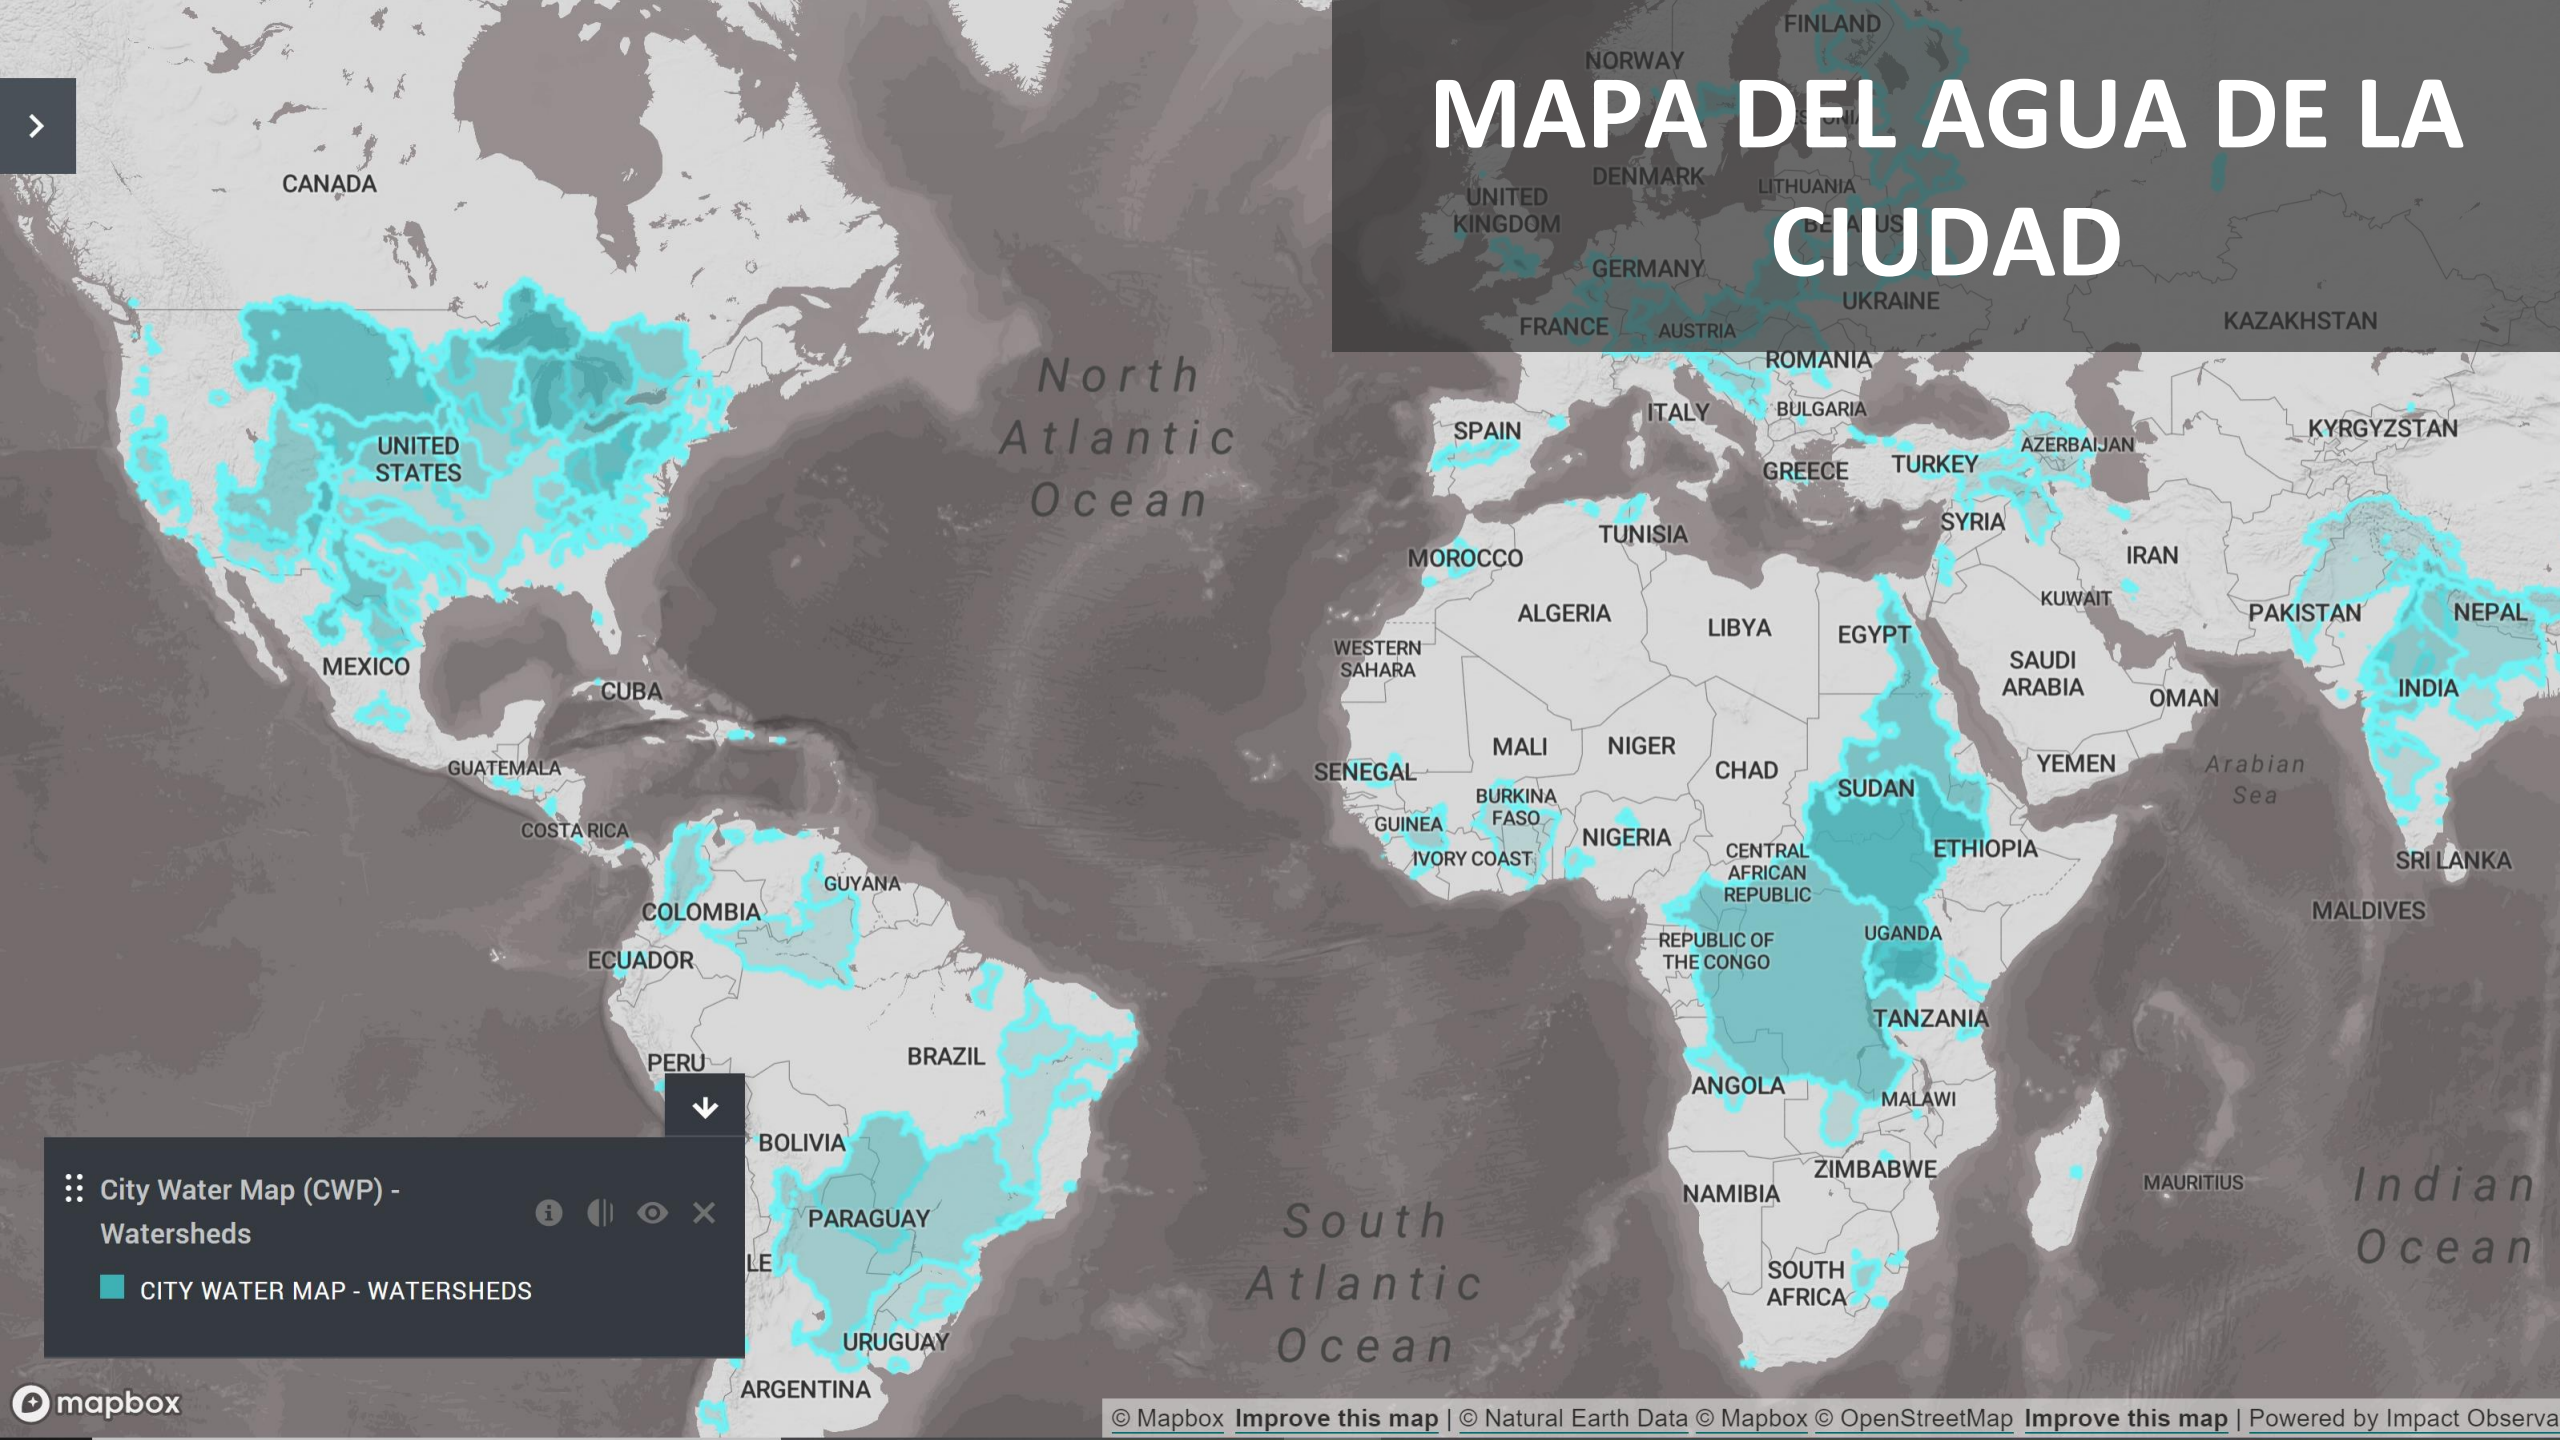 MAPA DEL AGUA DE LA
CIUDAD
FINLAND
NORWAY
DENMARK
LITHUANIA
UNITED
KINGDOM
GERMANY
UKRAINE
FRANCE
AUSTRIA
KAZAKHSTAN
ROMANIA
CANADA
UNITED
STATES
MEXICO
CUBA
GUATEMALA
COSTA RICA
North
Atlantic
Ocean
SPAIN
ITALY
BULGARIA
GREECE
TURKEY
AZERBAIJAN
KYRGYZSTAN
SYRIA
TUNISIA
MOROCCO
IRAN
ALGERIA
LIBYA
EGYPT
KUWAIT
PAKISTAN
NEPAL
WESTERN
SAHARA
SAUDI
ARABIA
OMAN
INDIA
MALI
NIGER
CHAD
SENEGAL
YEMEN
Arabian
Sea
SUDAN
BURKINA
FASO
GUINEA
NIGERIA
IVORY COAST
CENTRAL
AFRICAN
REPUBLIC
ETHIOPIA
SRI LANKA
MALDIVES
GUYANA
COLOMBIA
ECUADOR
REPUBLIC OF
THE CONGO
UGANDA
TANZANIA
PERU
BRAZIL
ANGOLA
MALAWI
BOLIVIA
ZIMBABWE
NAMIBIA
MAURITIUS
Indian
Ocean
PARAGUAY
South
Atlantic
Ocean
SOUTH
AFRICA
LE
URUGUAY
ARGENTINA
City Water Map (CWP) -
Watersheds
CITY WATER MAP - WATERSHEDS
mapbox
© Mapbox Improve this map | © Natural Earth Data © Mapbox © OpenStreetMap Improve this map | Powered by Impact Observa